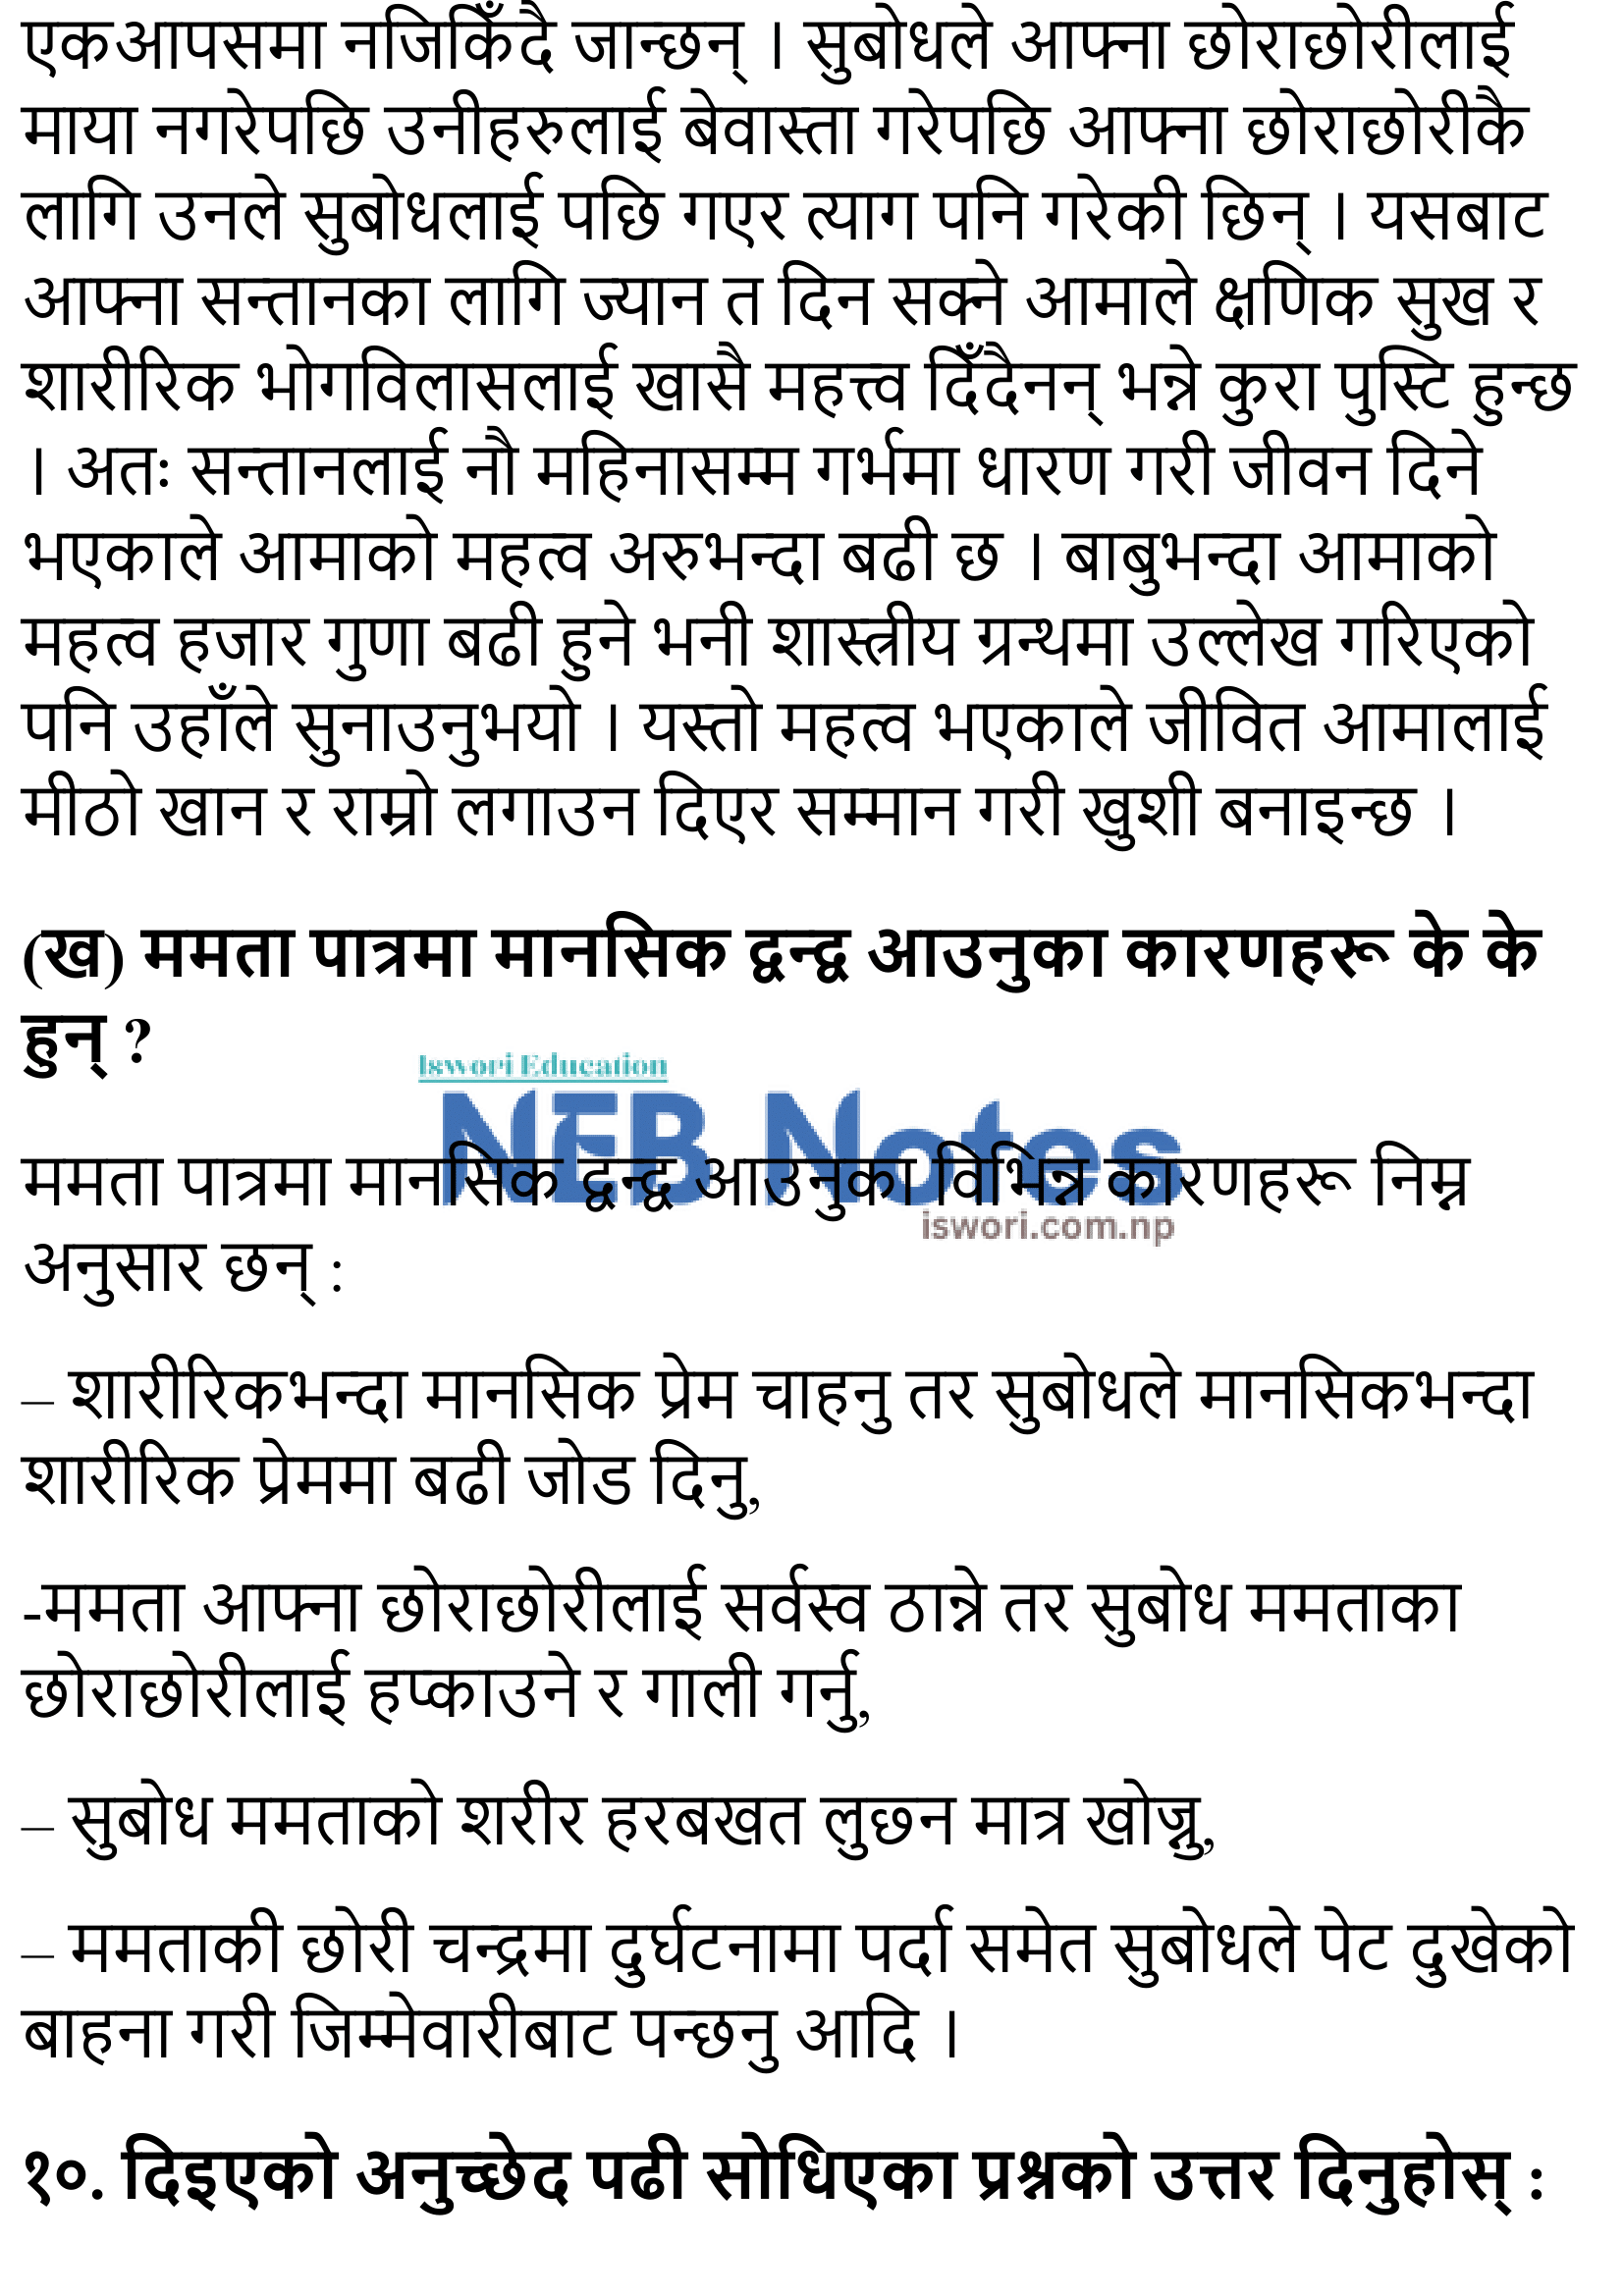 एकआपसमा नजिकिँदै जान्छन् । सुबोधले आफ्ना छोराछोरीलाई
माया नगरेपछि उनीहरुलाई बेवास्ता गरेपछि आफ्ना छोराछोरीकै
लागि उनले सुबोधलाई पछि गएर त्याग पनि गरेकी छिन् । यसबाट
आफ्ना सन्तानका लागि ज्यान त दिन सक्ने आमाले क्षणिक सुख र
शारीरिक भोगविलासलाई खासै महत्त्व दिँदैनन् भन्ने कुरा पुस्टि हुन्छ
। अतः सन्तानलाई नौ महिनासम्म गर्भमा धारण गरी जीवन दिने
भएकाले आमाको महत्व अरुभन्दा बढी छ । बाबुभन्दा आमाको
महत्व हजार गुणा बढी हुने भनी शास्त्रीय ग्रन्थमा उल्लेख गरिएको
पनि उहाँले सुनाउनुभयो । यस्तो महत्व भएकाले जीवित आमालाई
मीठो खान र राम्रो लगाउन दिएर सम्मान गरी खुशी बनाइन्छ ।
(ख) ममता पात्रमा मानसिक द्वन्द्व आउनुका कारणहरू के के
हुन् ?
Iswori Education
NEB Notes
ममता पात्रमा मानसिक द्वन्द्व आउनुका विभिन्न कारणहरू निम्न
iswori.com.np
अनुसार छन् :
– शारीरिकभन्दा मानसिक प्रेम चाहनु तर सुबोधले मानसिकभन्दा
शारीरिक प्रेममा बढी जोड दिनु,
-ममता आफ्ना छोराछोरीलाई सर्वस्व ठान्ने तर सुबोध ममताका
छोराछोरीलाई हप्काउने र गाली गर्नु,
– सुबोध ममताको शरीर हरबखत लुछ्न मात्र खोज्नु,
– ममताकी छोरी चन्द्रमा दुर्घटनामा पर्दा समेत सुबोधले पेट दुखेको
बाहना गरी जिम्मेवारीबाट पन्छनु आदि ।
१०. दिइएको अनुच्छेद पढी सोधिएका प्रश्नको उत्तर दिनुहोस् :